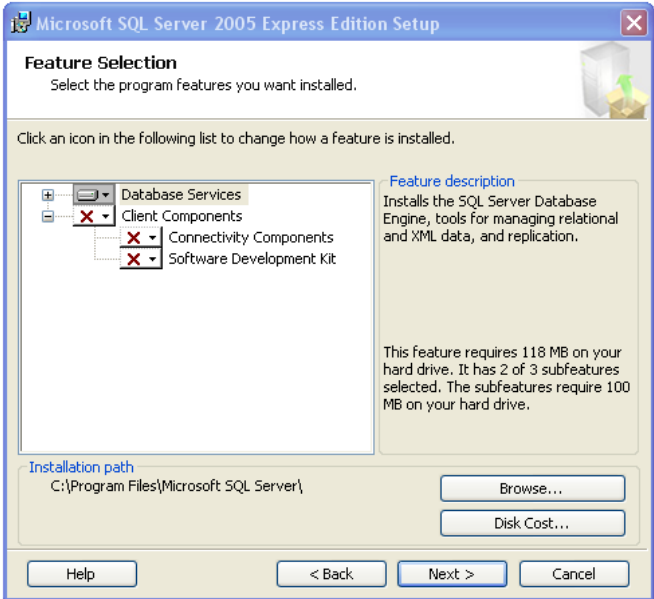 Microsoft SQL Server 2005 Express Edition Setup
Feature Selection
Select the program features you want installed.
Click an icon in the following list to change how a feature is installed.
Database Services
Client Components
Connectivity Components
Software Development Kit
Feature description
Installs the SQL Server Database
Engine, tools for managing relational
and XML data, and replication.
This feature requires 118 MB on your
hard drive. It has 2 of 3 subfeatures
selected. The subfeatures require 100
MB on your hard drive.
Installation path
C:\Program Files\Microsoft SQL Server\
Browse...
Disk Cost...
Help
< Back
Next >
Cancel